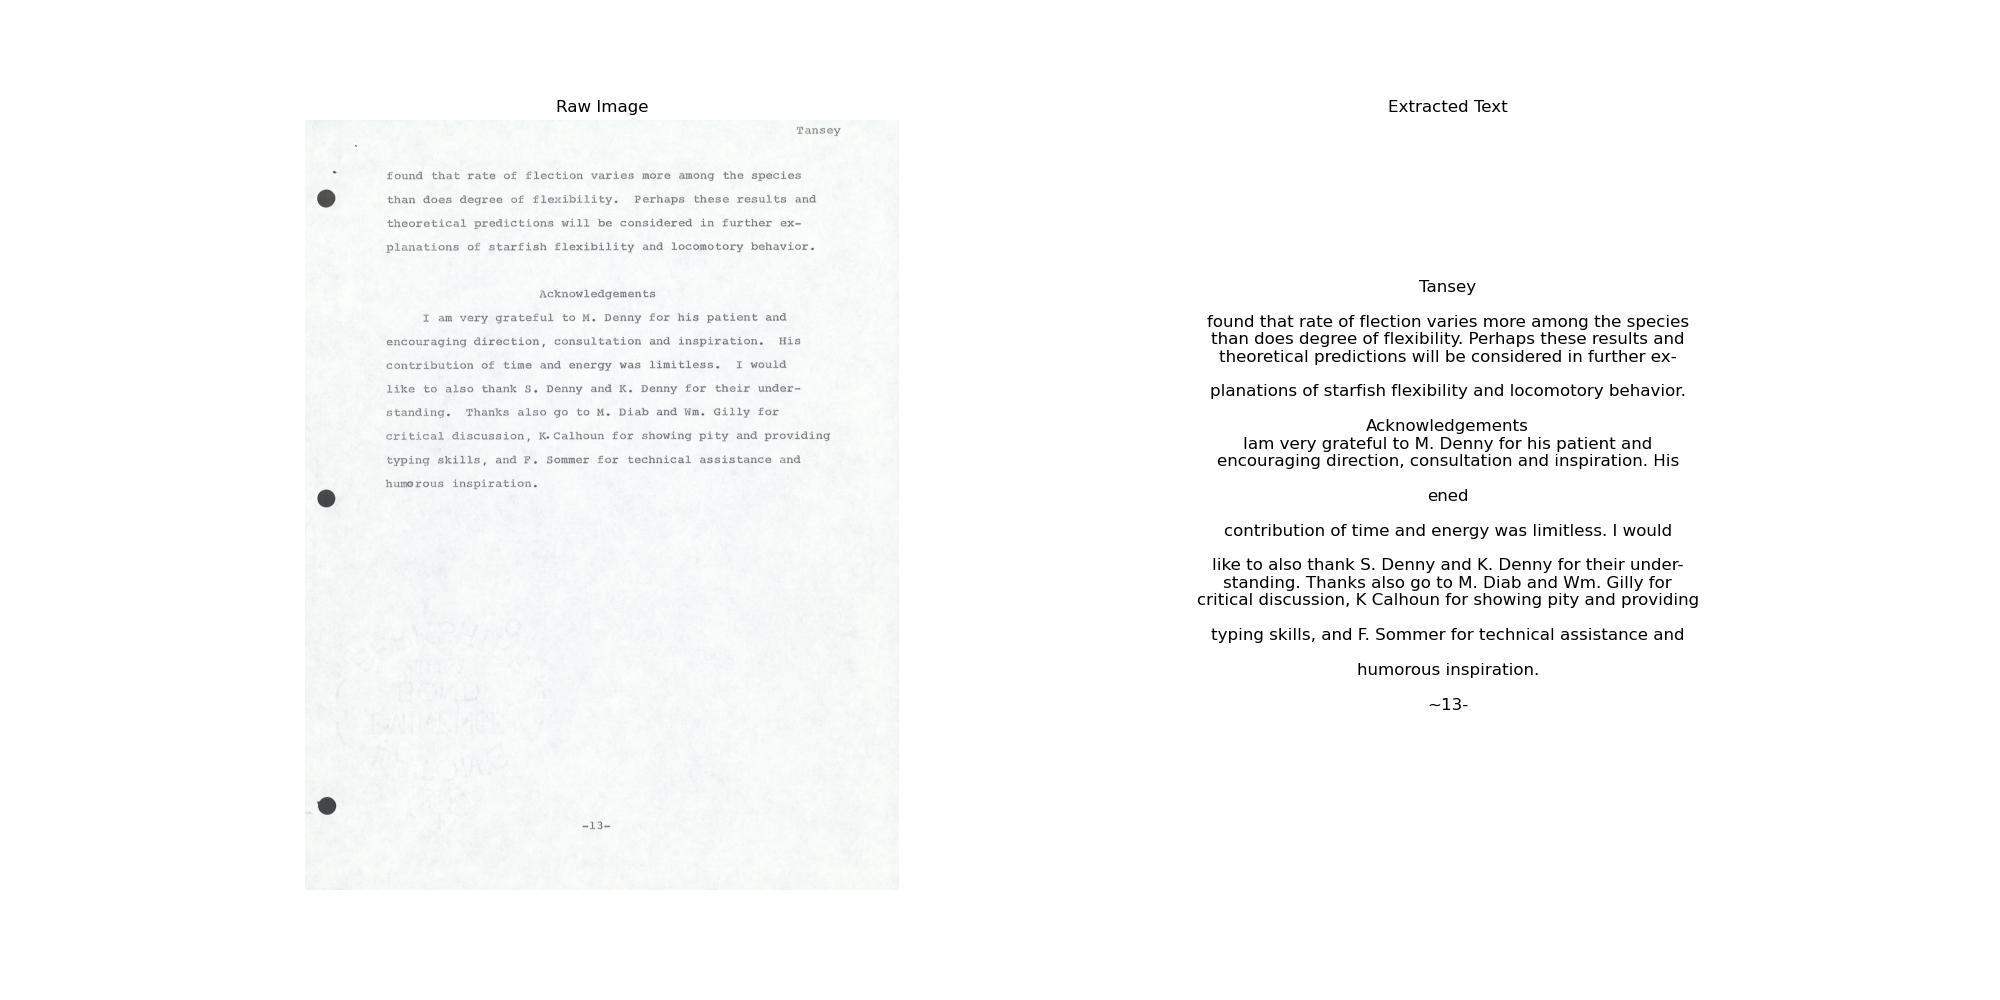 Raw Image
Tansey
found that rate of flection varies more among the species
than does degree of flexibility. Perhaps these results and
theoretical predictions will be considered in further ex-
planations of starfish flexibility and locomotory behavior.
Acknowledgements
I am very grateful to M. Denny for his patient and
encouraging direction, consultation and inspiration. His
contribution of time and energy was limitless. I would
like to also thank S. Denny and K. Denny for their under-
standing. Thanks also go to M. Diab and Wm. Gilly for
critical discussion, K.Calhoun for showing pity and providing
typing skills, and F. Sommer for technical assistance and
humorous inspiration.
-13-
Extracted Text
Tansey
found that rate of flection varies more among the species
than does degree of flexibility. Perhaps these results and
theoretical predictions will be considered in further ex-
planations of starfish flexibility and locomotory behavior.
Acknowledgements
Iam very grateful to M. Denny for his patient and
encouraging direction, consultation and inspiration. His
ened
contribution of time and energy was limitless. I would
like to also thank S. Denny and K. Denny for their under-
standing. Thanks also go to M. Diab and Wm. Gilly for
critical discussion, K Calhoun for showing pity and providing
typing skills, and F. Sommer for technical assistance and
humorous inspiration.
~13-